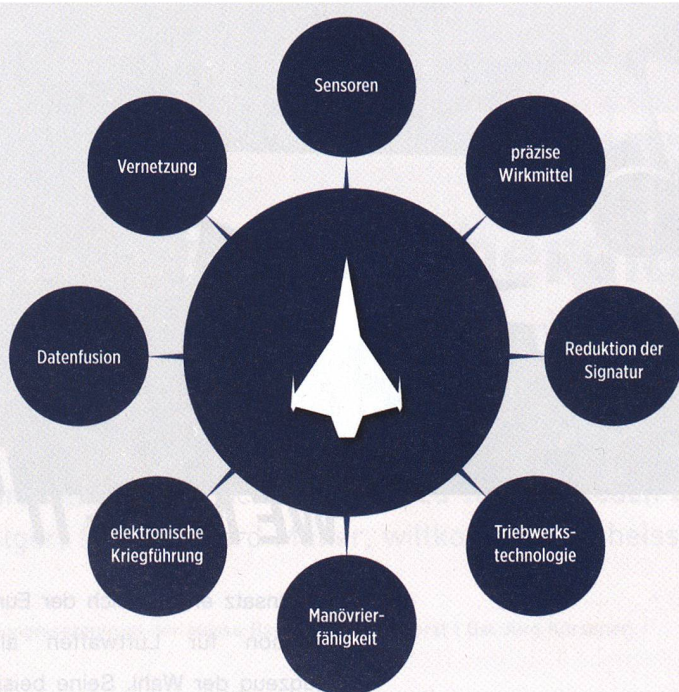 Sensoren
Vernetzung
präzise
Wirkmittel
Datenfusion
Reduktion der
Signatur
elektronische
Kriegführung
Triebwerks-
technologie
Manövrier-
fähigkeit